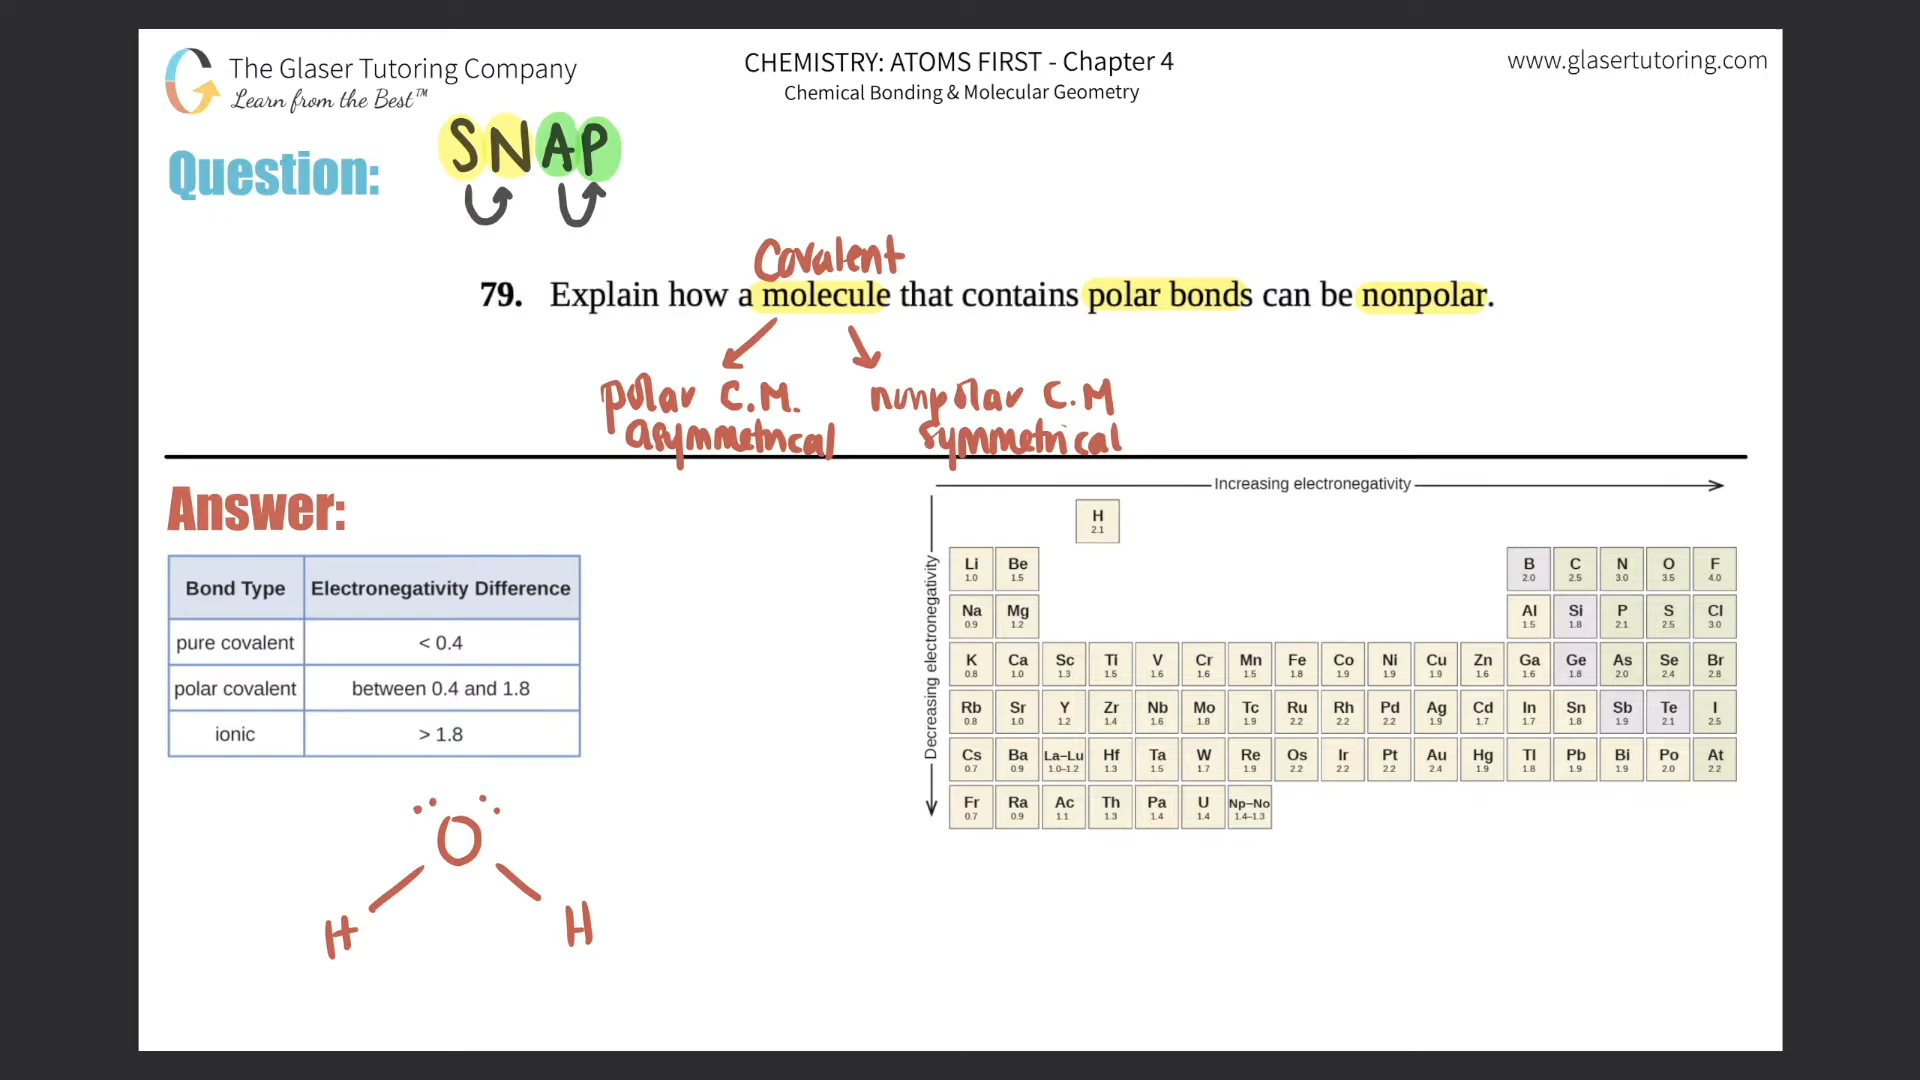 The Glaser Tutoring Company
Learn from the Best™
CHEMISTRY: ATOMS FIRST - Chapter 4
Chemical Bonding & Molecular Geometry
www.glasertutoring.com
SNAP
Question:
Covalent
79. Explain how a molecule that contains polar bonds can be nonpolar.
polar C.M. nonpolar C.M
asymmetrical symmetrical
Answer:
Bond Type Electronegativity Difference
pure covalent < 0.4
polar covalent between 0.4 and 1.8
ionic > 1.8
O
H H
Increasing electronegativity
Decreasing electronegativity
H
2.1
Li Be B C N O F
1.0 1.5 2.0 2.5 3.0 3.5 4.0
Na Mg Al Si P S Cl
0.9 1.2 1.5 1.8 2.1 2.5 3.0
K Ca Sc Ti V Cr Mn Fe Co Ni Cu Zn Ga Ge As Se Br
0.8 1.0 1.3 1.5 1.6 1.6 1.5 1.8 1.9 1.9 1.9 1.6 1.6 1.8 2.0 2.4 2.8
Rb Sr Y Zr Nb Mo Tc Ru Rh Pd Ag Cd In Sn Sb Te I
0.8 1.0 1.2 1.4 1.6 1.8 1.9 2.2 2.2 2.2 1.9 1.7 1.7 1.8 1.9 2.1 2.5
Cs Ba La–Lu Hf Ta W Re Os Ir Pt Au Hg Tl Pb Bi Po At
0.7 0.9 1.0–1.2 1.3 1.5 1.7 1.9 2.2 2.2 2.2 2.4 1.9 1.8 1.9 1.9 2.0 2.2
Fr Ra Ac Th Pa U Np–No
0.7 0.9 1.1 1.3 1.4 1.4 1.4–1.3